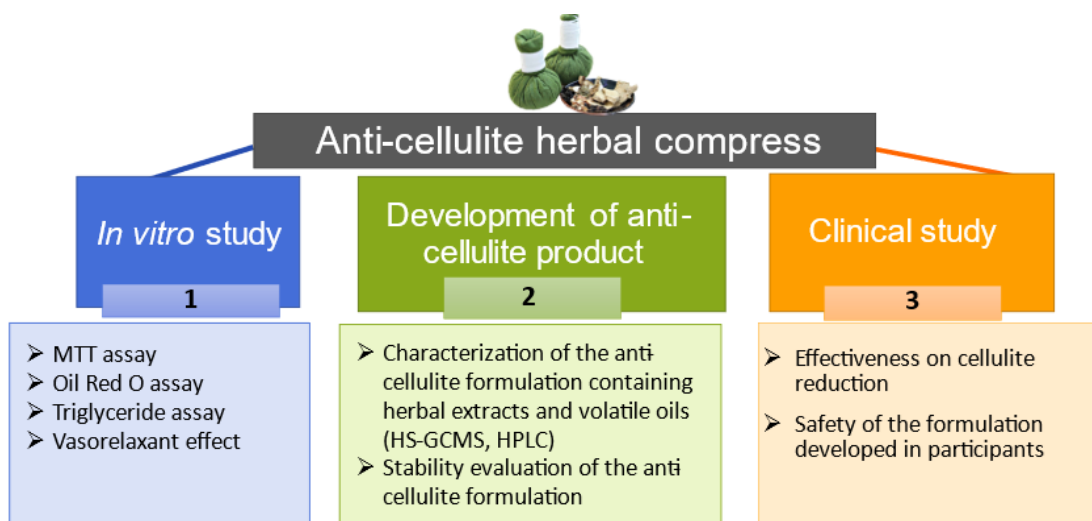 Anti-cellulite herbal compress
In vitro study
1
➢ MTT assay
➢ Oil Red O assay
➢ Triglyceride assay
➢ Vasorelaxant effect
Development of anti-
cellulite product
2
➢ Characterization of the anti-
cellulite formulation containing
herbal extracts and volatile oils
(HS-GCMS, HPLC)
➢ Stability evaluation of the anti-
cellulite formulation
Clinical study
3
➢ Effectiveness on cellulite
reduction
➢ Safety of the formulation
developed in participants